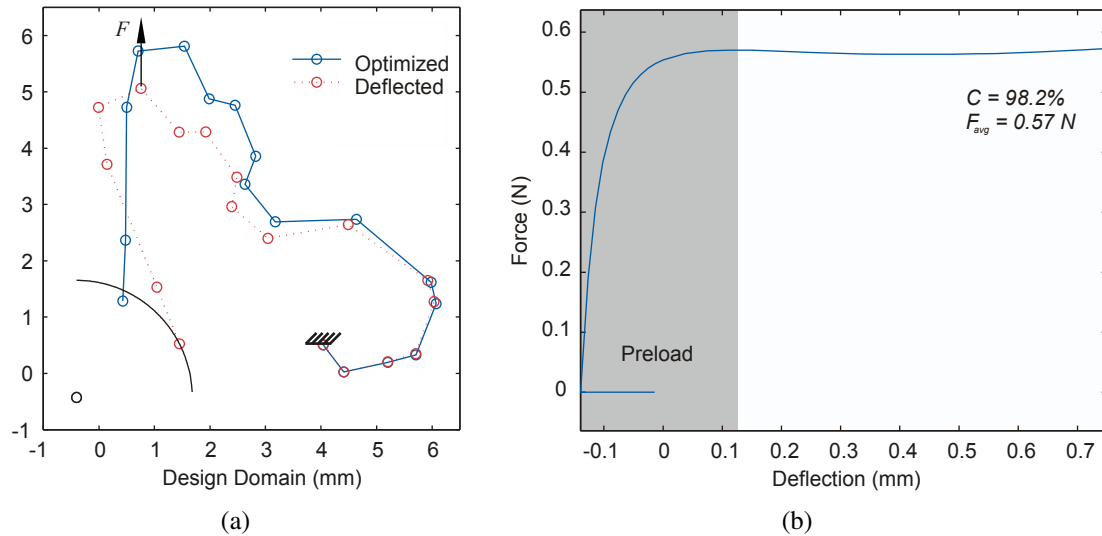 F
Optimized
Deflected
6
5
4
3
2
1
0
-1
-1 0 1 2 3 4 5 6
Design Domain (mm)
(a)
C = 98.2%
F_avg = 0.57 N
Preload
Force (N)
0.6
0.5
0.4
0.3
0.2
0.1
0
-0.1 0 0.1 0.2 0.3 0.4 0.5 0.6 0.7
Deflection (mm)
(b)